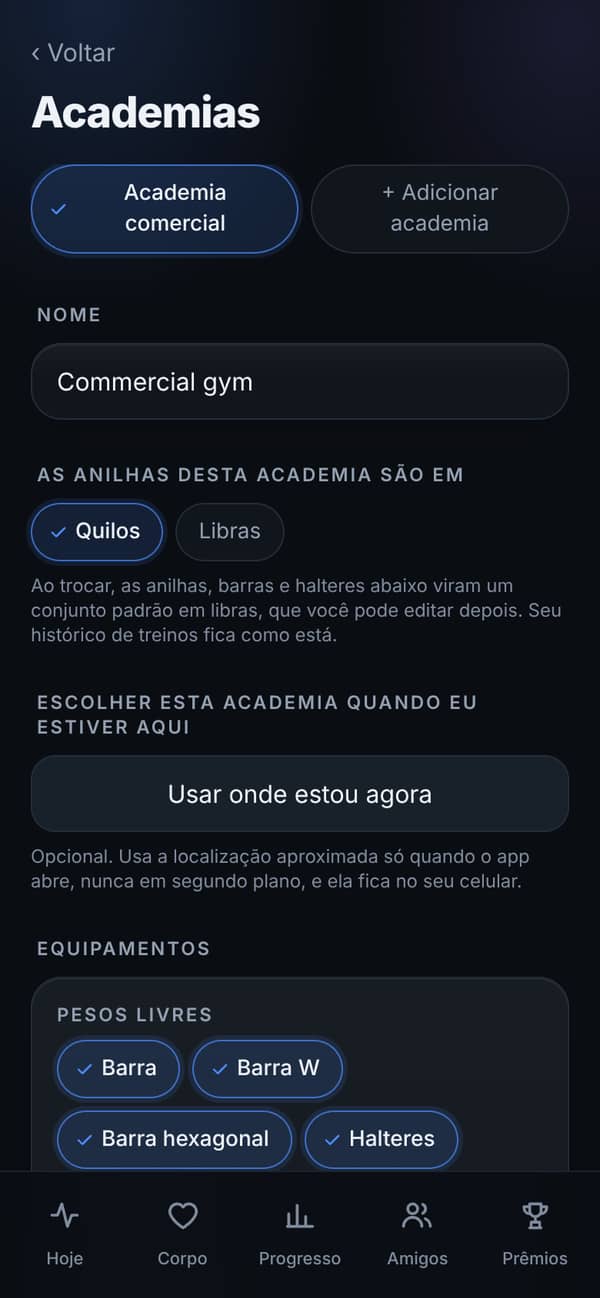 ‹ Voltar
Academias
Academia
comercial
+ Adicionar
academia
NOME
Commercial gym
AS ANILHAS DESTA ACADEMIA SÃO EM
Quilos
Libras
Ao trocar, as anilhas, barras e halteres abaixo viram um
conjunto padrão em libras, que você pode editar depois. Seu
histórico de treinos fica como está.
ESCOLHER ESTA ACADEMIA QUANDO EU
ESTIVER AQUI
Usar onde estou agora
Opcional. Usa a localização aproximada só quando o app
abre, nunca em segundo plano, e ela fica no seu celular.
EQUIPAMENTOS
PESOS LIVRES
Barra
Barra W
Barra hexagonal
Halteres
Hoje
Corpo
Progresso
Amigos
Prêmios